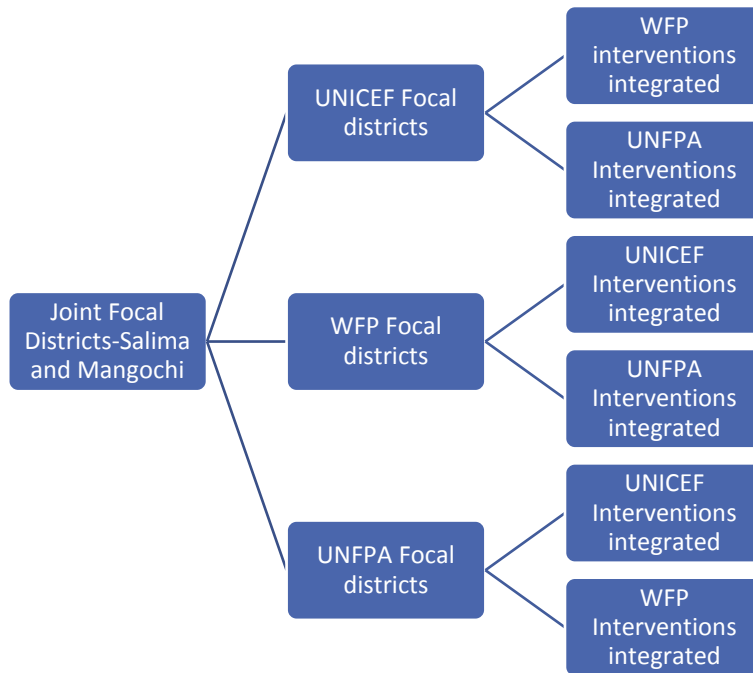 Joint Focal
Districts-Salima
and Mangochi
UNICEF Focal
districts
WFP
interventions
integrated
UNFPA
Interventions
integrated
WFP Focal
districts
UNICEF
Interventions
integrated
UNFPA
Interventions
integrated
UNFPA Focal
districts
UNICEF
Interventions
integrated
WFP
Interventions
integrated